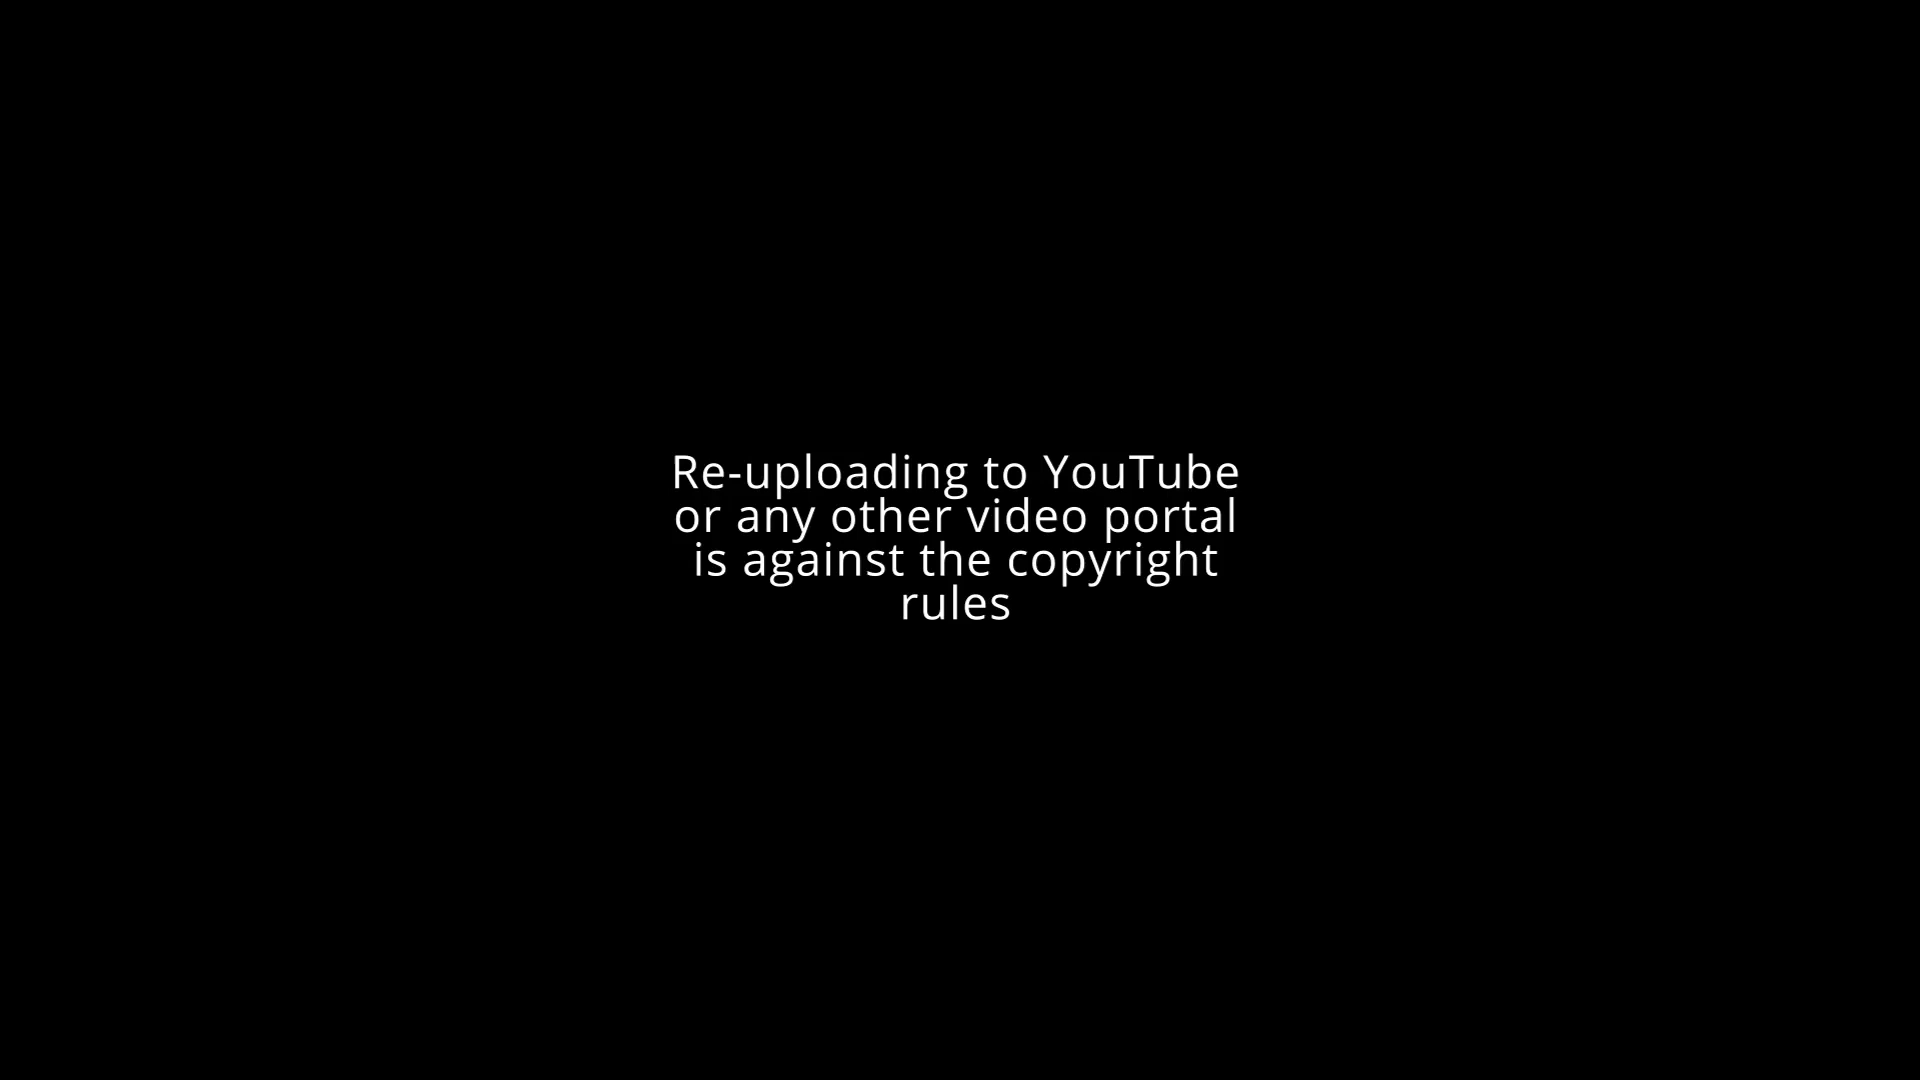 Re-uploading to YouTube
or any other video portal
is against the copyright
rules